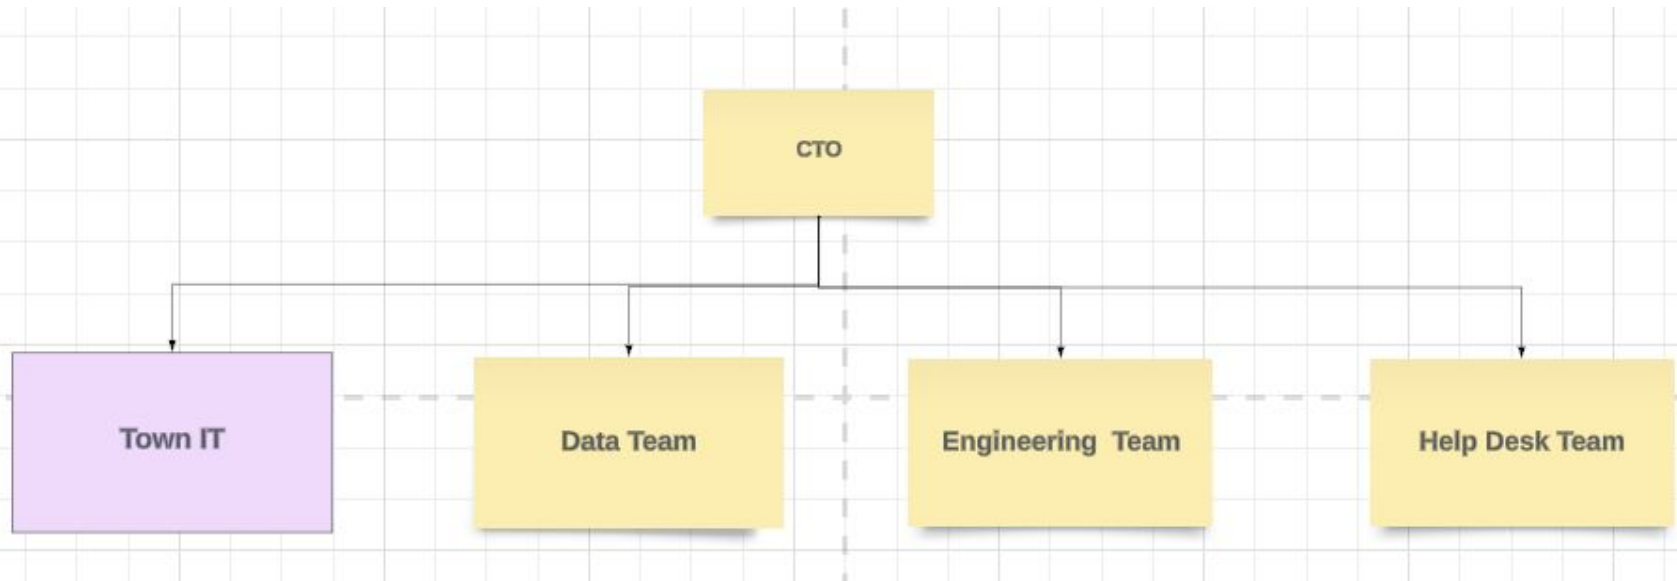 CTO
Town IT
Data Team
Engineering Team
Help Desk Team